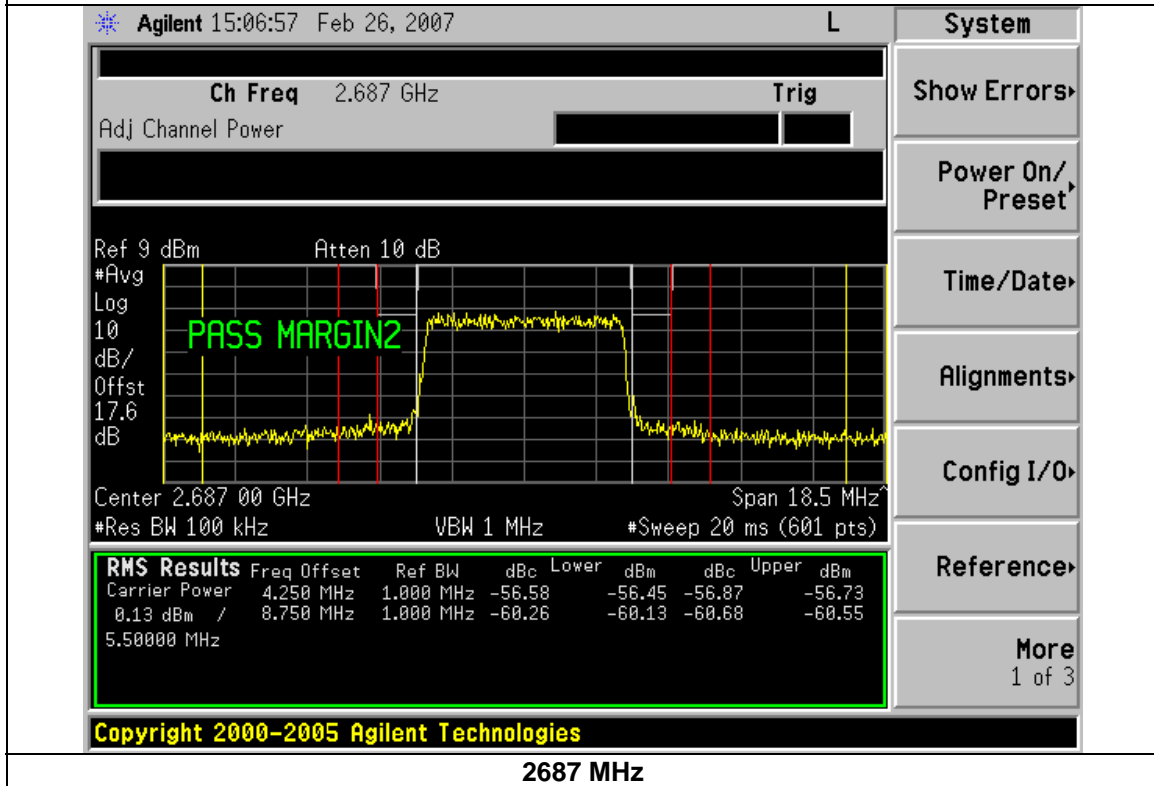 Agilent 15:06:57 Feb 26, 2007 L
System
Ch Freq 2.687 GHz Trig
Adj Channel Power
Show Errors
Power On/
Preset
Time/Date
Alignments
Config I/O
Reference
More
1 of 3
Ref 9 dBm Atten 10 dB
#Avg
Log
10
dB/
Offst
17.6
dB
PASS MARGIN2
Center 2.687 00 GHz Span 18.5 MHz^
#Res BW 100 kHz VBW 1 MHz #Sweep 20 ms (601 pts)
RMS Results Freq Offset Ref BW dBc Lower dBm dBc Upper dBm
Carrier Power 4.250 MHz 1.000 MHz -56.58 -56.45 -56.87 -56.73
0.13 dBm / 8.750 MHz 1.000 MHz -60.26 -60.13 -60.68 -60.55
5.50000 MHz
Copyright 2000-2005 Agilent Technologies
2687 MHz